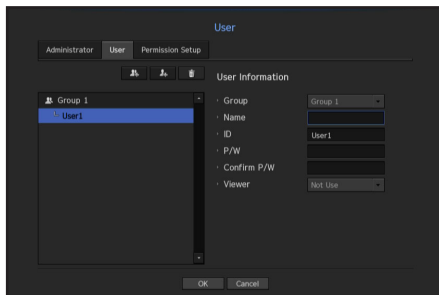 User
Administrator User Permission Setup
User Information
Group 1
User1
· Group Group 1
· Name
· ID User1
· P/W
· Confirm P/W
· Viewer Not Use
OK Cancel